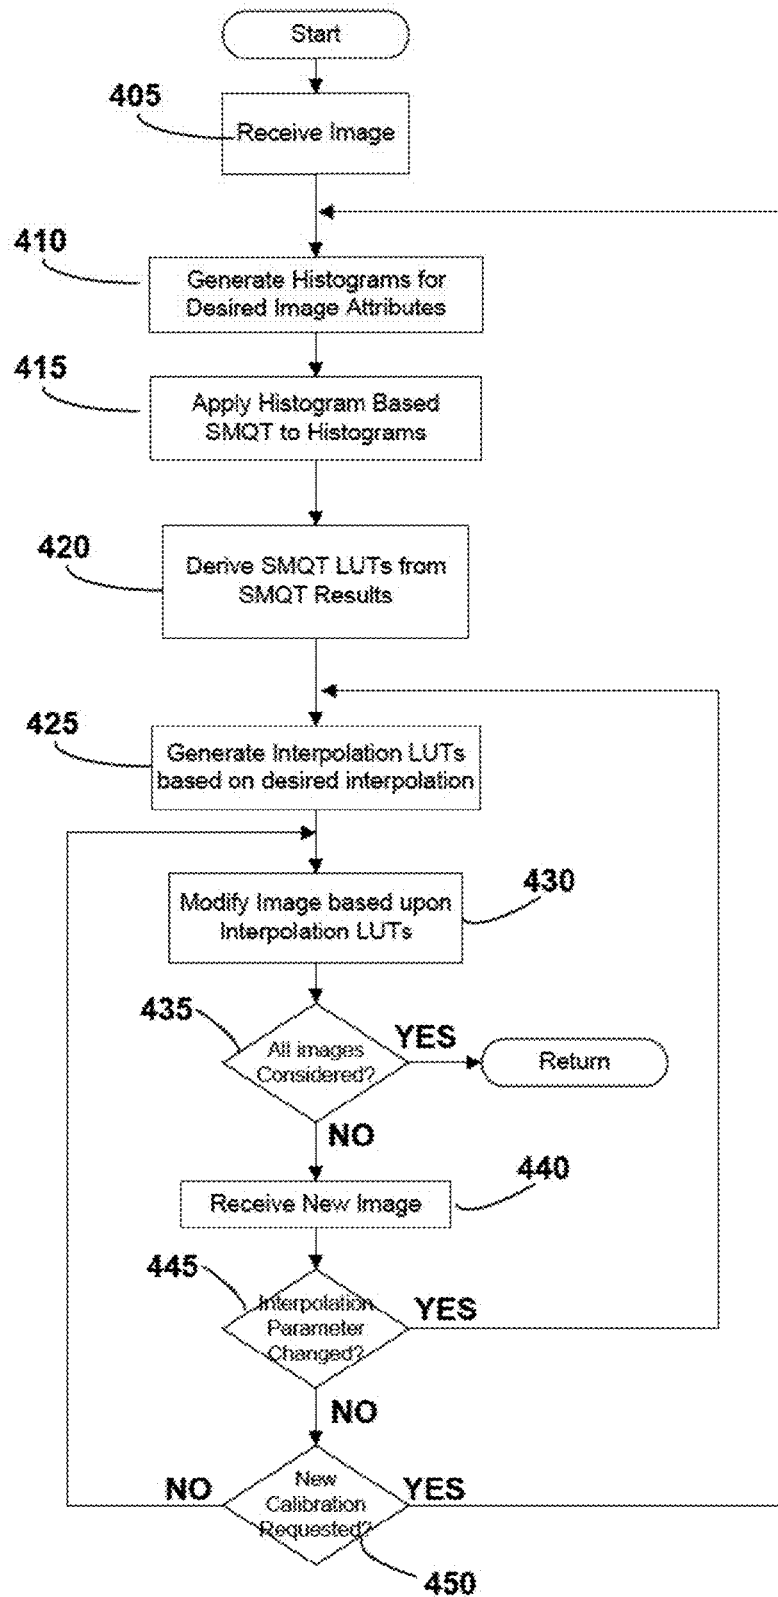 Start
405
Receive Image
410
Generate Histograms for
Desired Image Attributes
415
Apply Histogram Based
SMQT to Histograms
420
Derive SMQT LUTs from
SMQT Results
425
Generate Interpolation LUTs
based on desired interpolation
430
Modify Image based upon
Interpolation LUTs
435
All images
Considered?
YES
Return
NO
440
Receive New Image
445
Interpolation
Parameter
Changed?
YES
NO
NO
New
Calibration
Requested?
YES
450